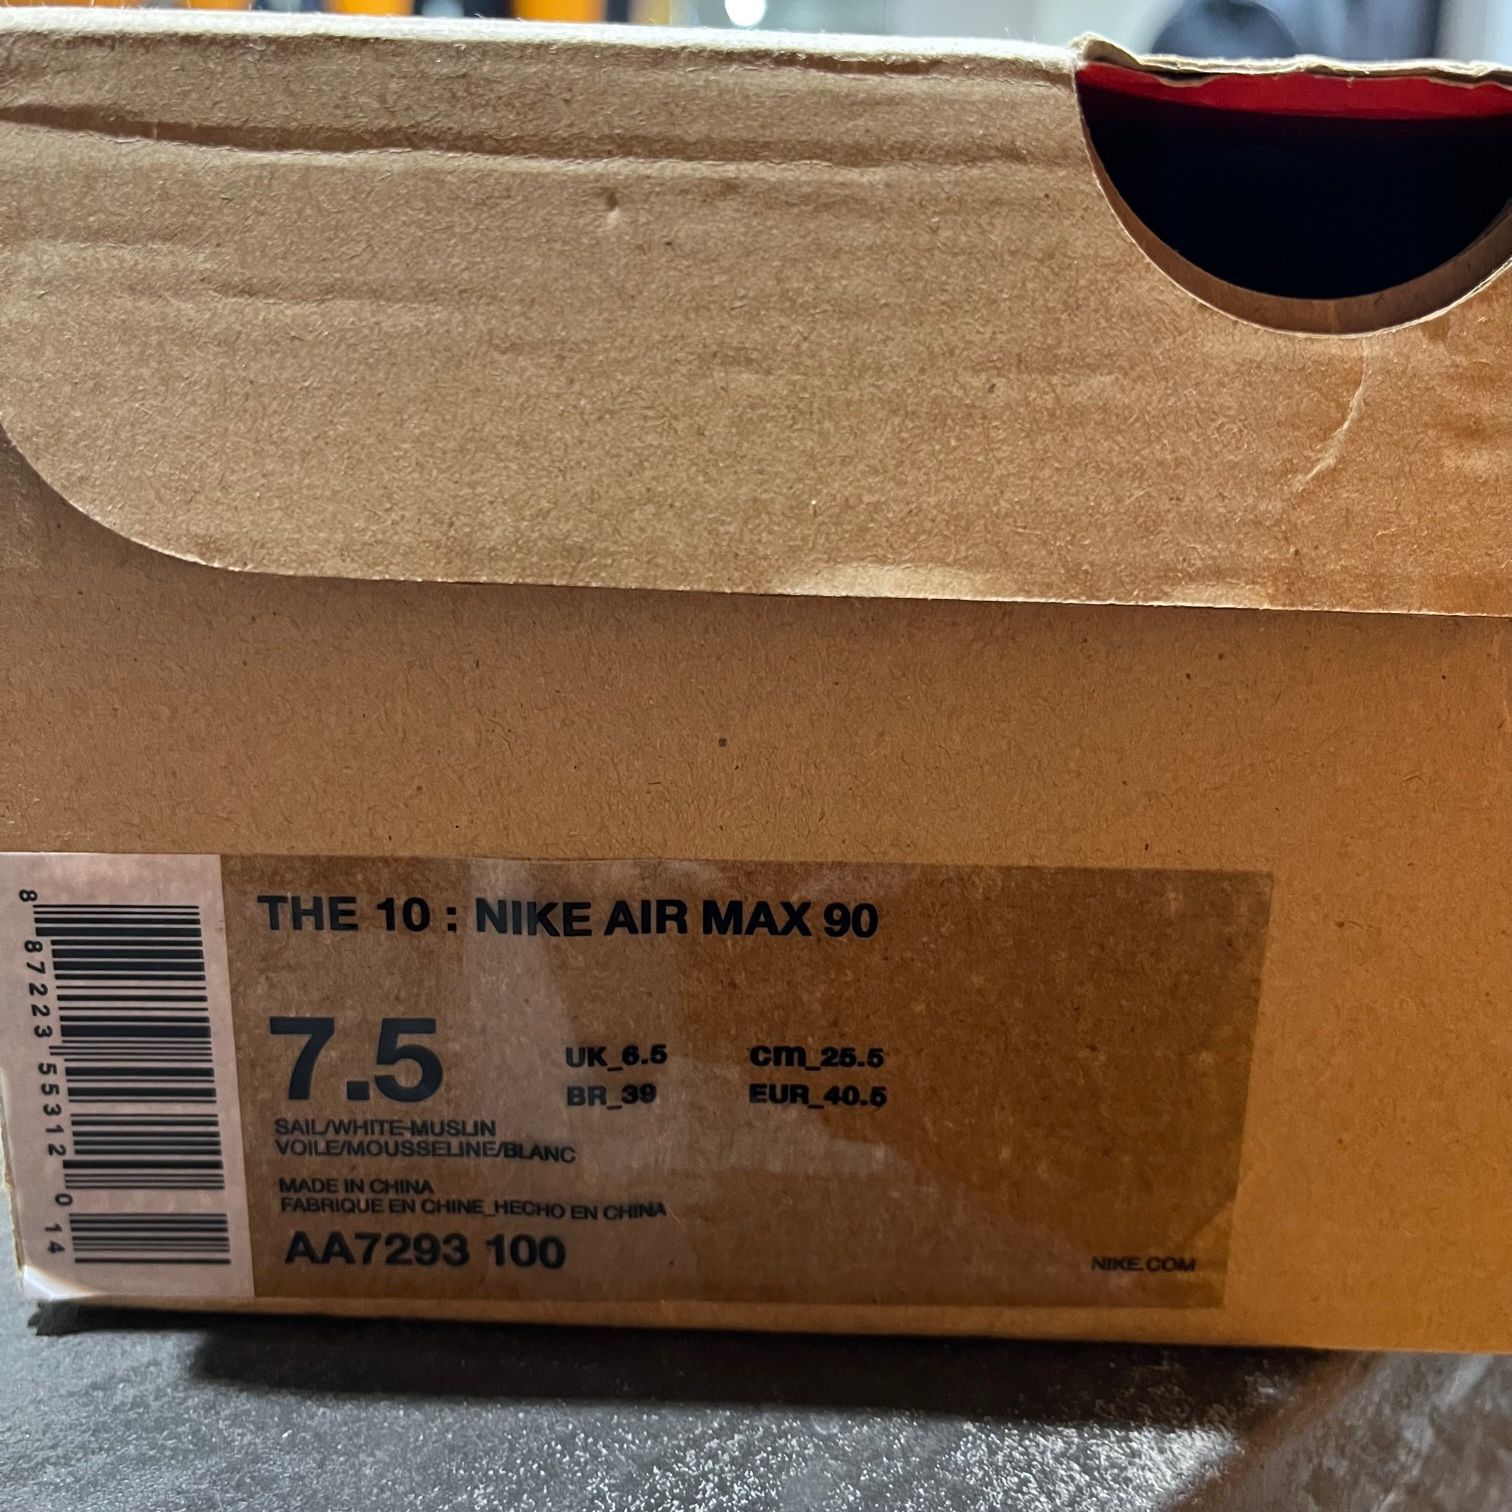 THE 10 : NIKE AIR MAX 90
7.5
UK_6.5 cm_25.5
BR_39 EUR_40.5
SAIL/WHITE-MUSLIN
VOILE/MOUSSELINE/BLANC
MADE IN CHINA
FABRIQUE EN CHINE_HECHO EN CHINA
AA7293 100
NIKE.COM
8 87223 55312 0 14